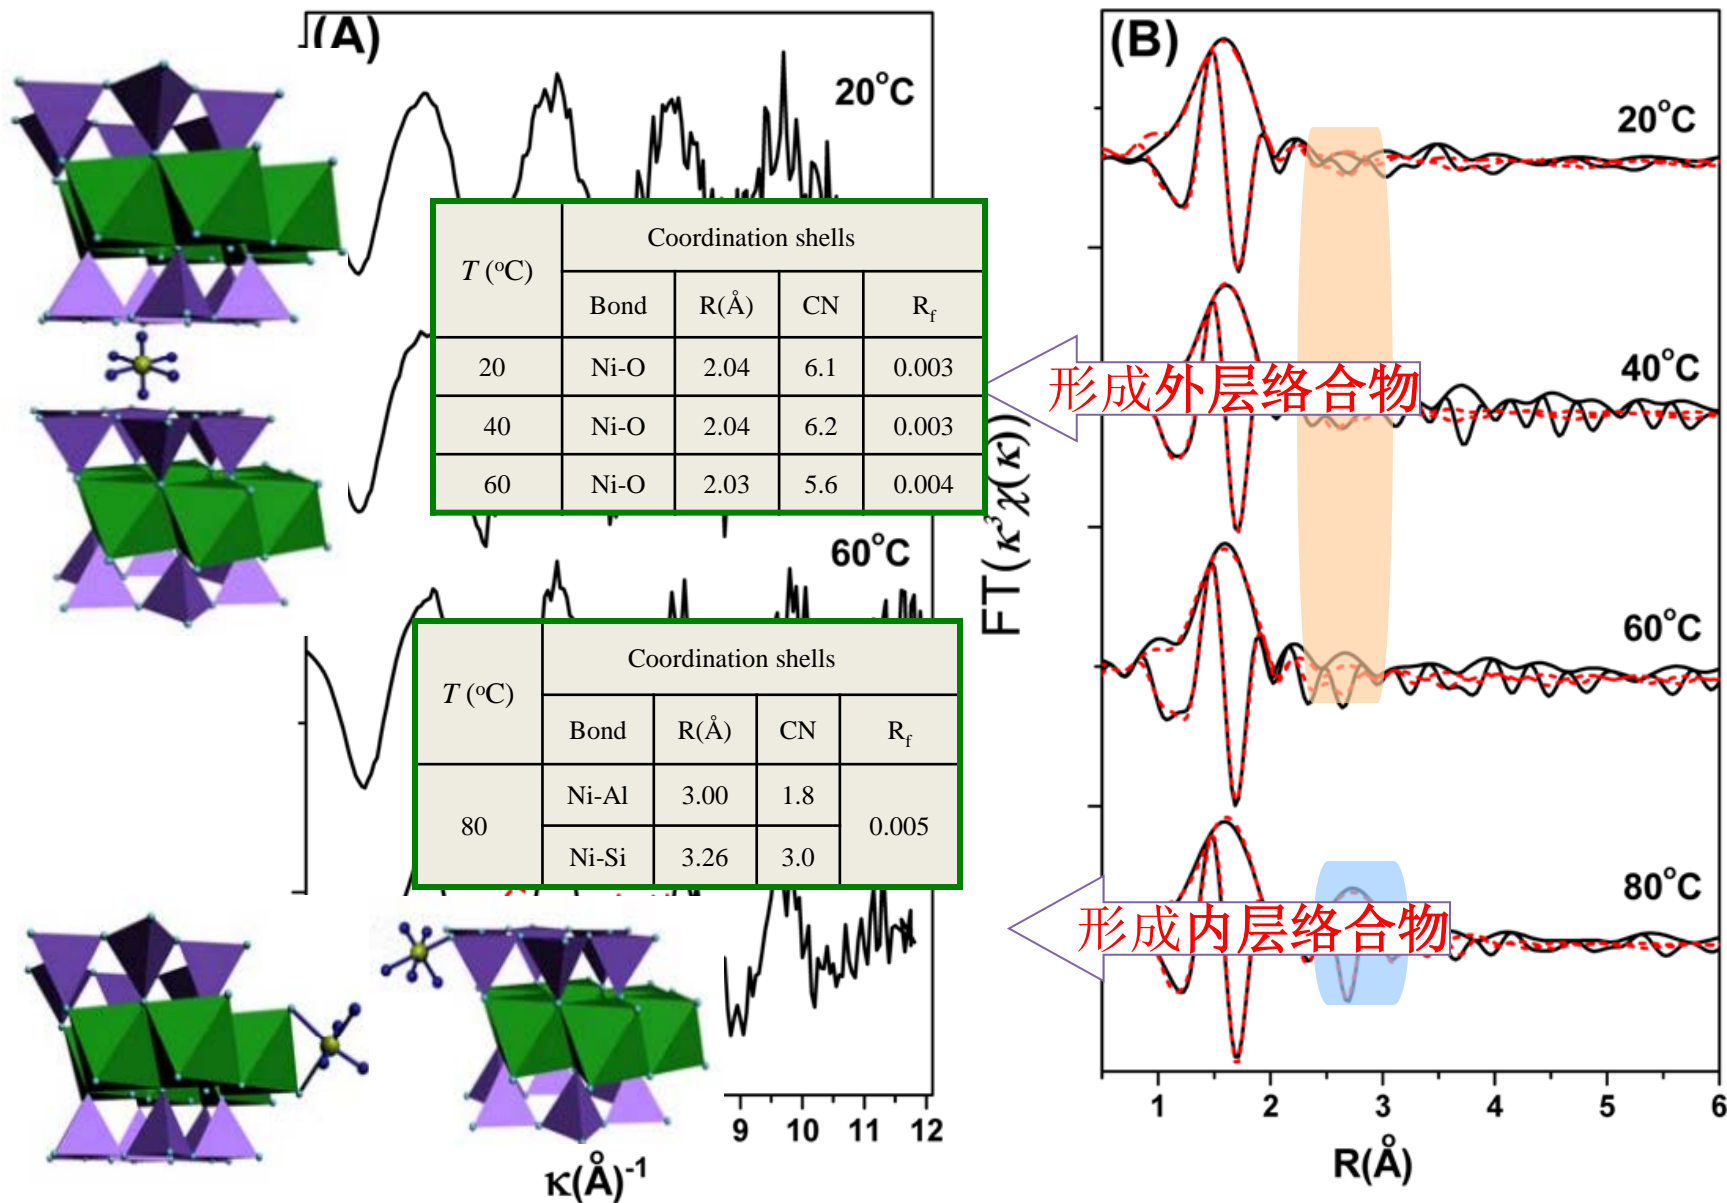 (A)
20°C
60°C
T (°C)
Coordination shells
Bond R(Å) CN R_f
20 Ni-O 2.04 6.1 0.003
40 Ni-O 2.04 6.2 0.003
60 Ni-O 2.03 5.6 0.004
T (°C)
Coordination shells
Bond R(Å) CN R_f
80
Ni-Al 3.00 1.8
0.005
Ni-Si 3.26 3.0
9 10 11 12
κ(Å)⁻¹
(B)
20°C
40°C
60°C
80°C
形成外层络合物
形成内层络合物
FT(κ³χ(κ))
1 2 3 4 5 6
R(Å)